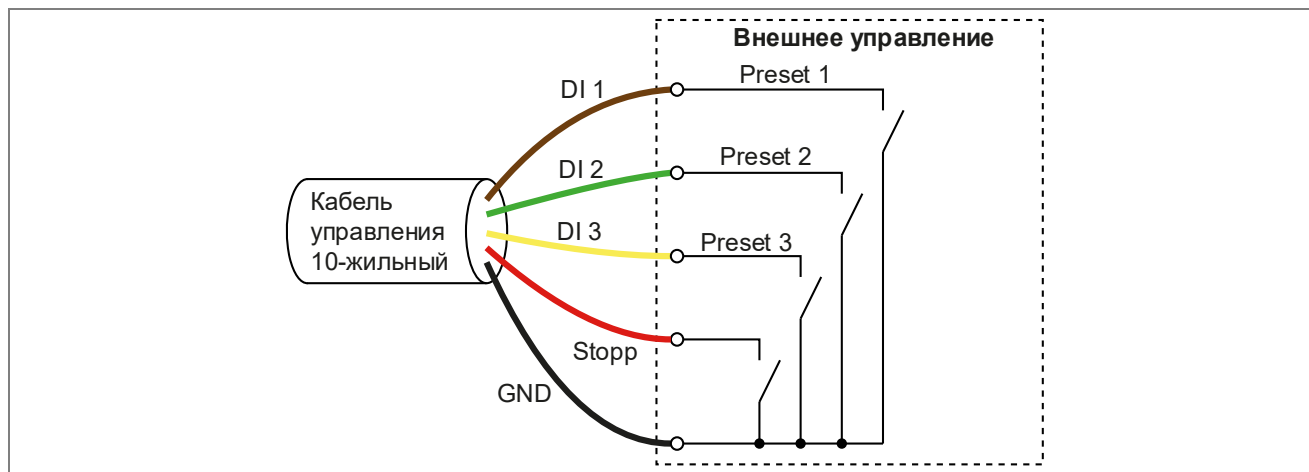 Внешнее управление
DI 1
Preset 1
DI 2
Preset 2
Кабель
управления
10-жильный
DI 3
Preset 3
Stopp
GND